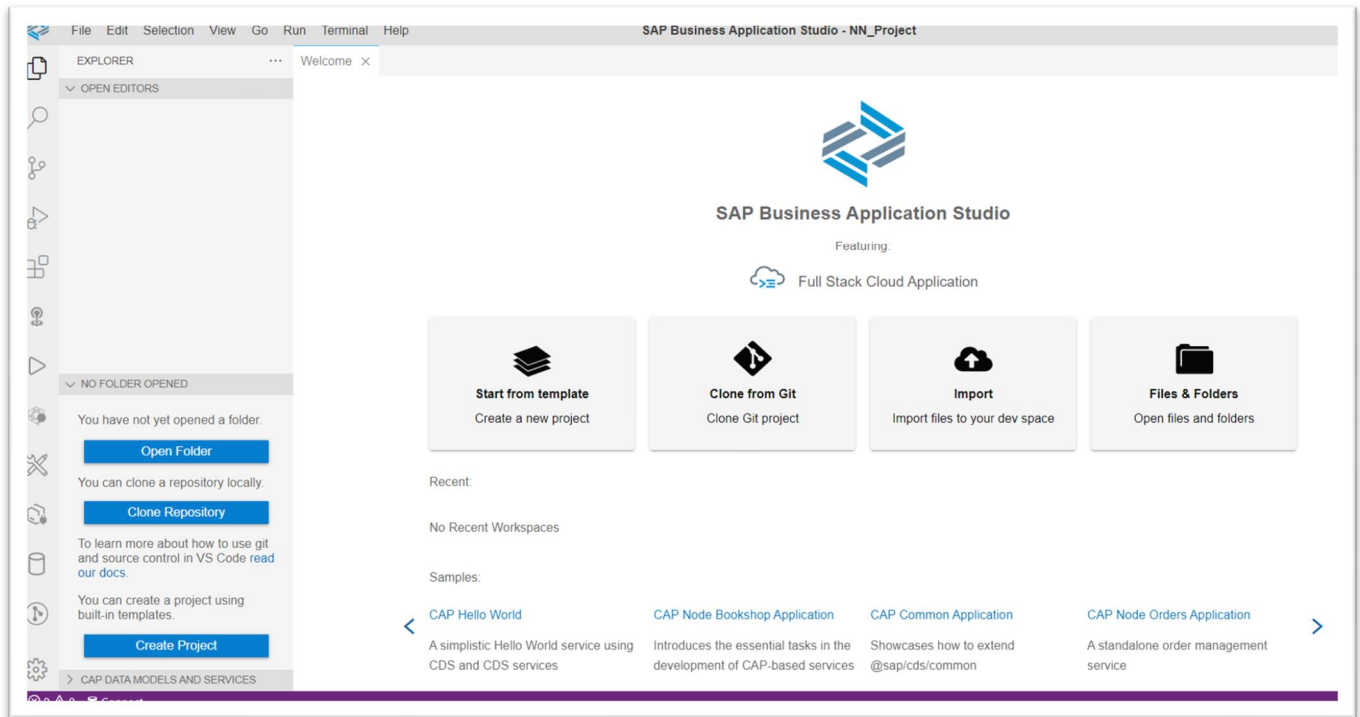 File Edit Selection View Go Run Terminal Help
SAP Business Application Studio - NN_Project
EXPLORER
Welcome
OPEN EDITORS
SAP Business Application Studio
Featuring:
Full Stack Cloud Application
Start from template
Create a new project
Clone from Git
Clone Git project
Import
Import files to your dev space
Files & Folders
Open files and folders
NO FOLDER OPENED
You have not yet opened a folder.
Open Folder
You can clone a repository locally.
Clone Repository
To learn more about how to use git
and source control in VS Code read
our docs.
You can create a project using
built-in templates.
Create Project
CAP DATA MODELS AND SERVICES
Recent:
No Recent Workspaces
Samples:
CAP Hello World
A simplistic Hello World service using
CDS and CDS services
CAP Node Bookshop Application
Introduces the essential tasks in the
development of CAP-based services
CAP Common Application
Showcases how to extend
@sap/cds/common
CAP Node Orders Application
A standalone order management
service